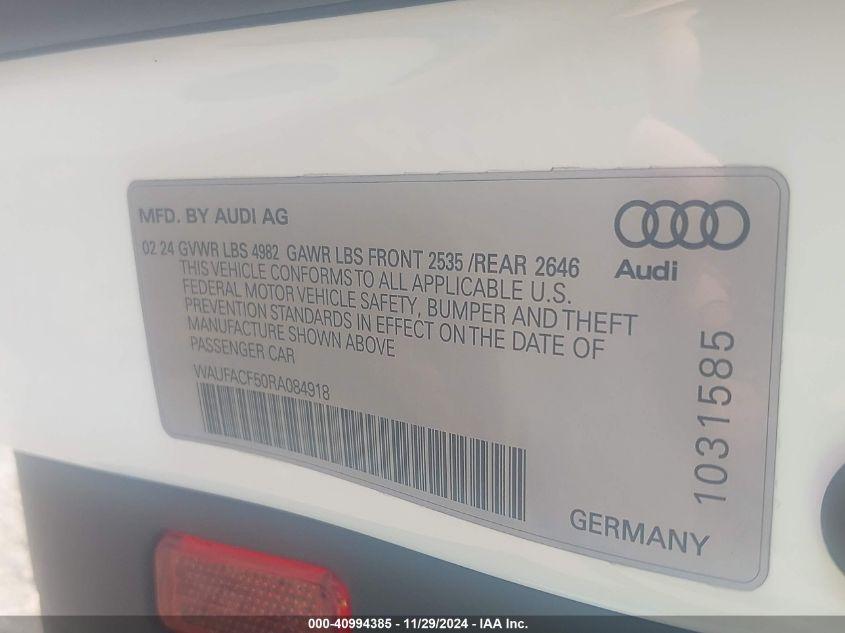 MFD. BY AUDI AG
Audi
02 24 GVWR LBS 4982 GAWR LBS FRONT 2535 /REAR 2646
THIS VEHICLE CONFORMS TO ALL APPLICABLE U.S.
FEDERAL MOTOR VEHICLE SAFETY, BUMPER AND THEFT
PREVENTION STANDARDS IN EFFECT ON THE DATE OF
MANUFACTURE SHOWN ABOVE
PASSENGER CAR
WAUFACF50RA084918
1031585
GERMANY
000-40994385 - 11/29/2024 - IAA Inc.